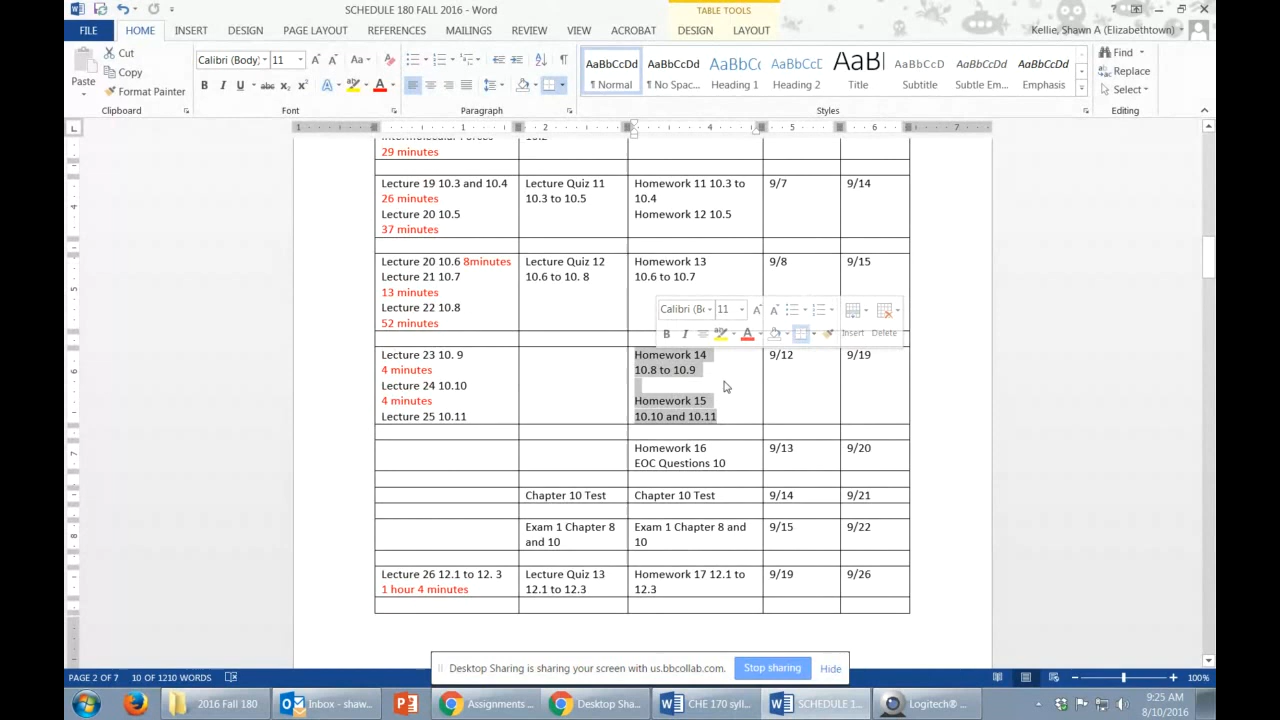 SCHEDULE 180 FALL 2016 - Word
TABLE TOOLS
FILE
HOME
INSERT
DESIGN
PAGE LAYOUT
REFERENCES
MAILINGS
REVIEW
VIEW
ACROBAT
DESIGN
LAYOUT
Kellie, Shawn A (Elizabethtown)
Paste
Cut
Copy
Format Painter
Clipboard
Calibri (Body)
11
Font
Paragraph
AaBbCcDd
¶ Normal
AaBbCcDd
¶ No Spac...
AaBbCc
Heading 1
AaBbCcD
Heading 2
AaBl
Title
AaBbCcD
Subtitle
AaBbCcDd
Subtle Em...
AaBbCcDd
Emphasis
Styles
Find
Replace
Select
Editing
1 1 2 4 5 6 7
29 minutes
Lecture 19 10.3 and 10.4
26 minutes
Lecture 20 10.5
37 minutes
Lecture Quiz 11
10.3 to 10.5
Homework 11 10.3 to
10.4
Homework 12 10.5
9/7
9/14
Lecture 20 10.6 8minutes
Lecture 21 10.7
13 minutes
Lecture 22 10.8
52 minutes
Lecture Quiz 12
10.6 to 10. 8
Homework 13
10.6 to 10.7
9/8
9/15
Calibri (Bc
11
Insert
Delete
Lecture 23 10. 9
4 minutes
Lecture 24 10.10
4 minutes
Lecture 25 10.11
Homework 14
10.8 to 10.9
Homework 15
10.10 and 10.11
9/12
9/19
Homework 16
EOC Questions 10
9/13
9/20
Chapter 10 Test
Chapter 10 Test
9/14
9/21
Exam 1 Chapter 8
and 10
Exam 1 Chapter 8 and
10
9/15
9/22
Lecture 26 12.1 to 12. 3
1 hour 4 minutes
Lecture Quiz 13
12.1 to 12.3
Homework 17 12.1 to
12.3
9/19
9/26
Desktop Sharing is sharing your screen with us.bbcollab.com.
Stop sharing
Hide
PAGE 2 OF 7
10 OF 1210 WORDS
100%
2016 Fall 180
Inbox - shaw...
Assignments ...
Desktop Sha...
CHE 170 syll...
SCHEDULE 1...
Logitech® ...
9:25 AM
8/10/2016